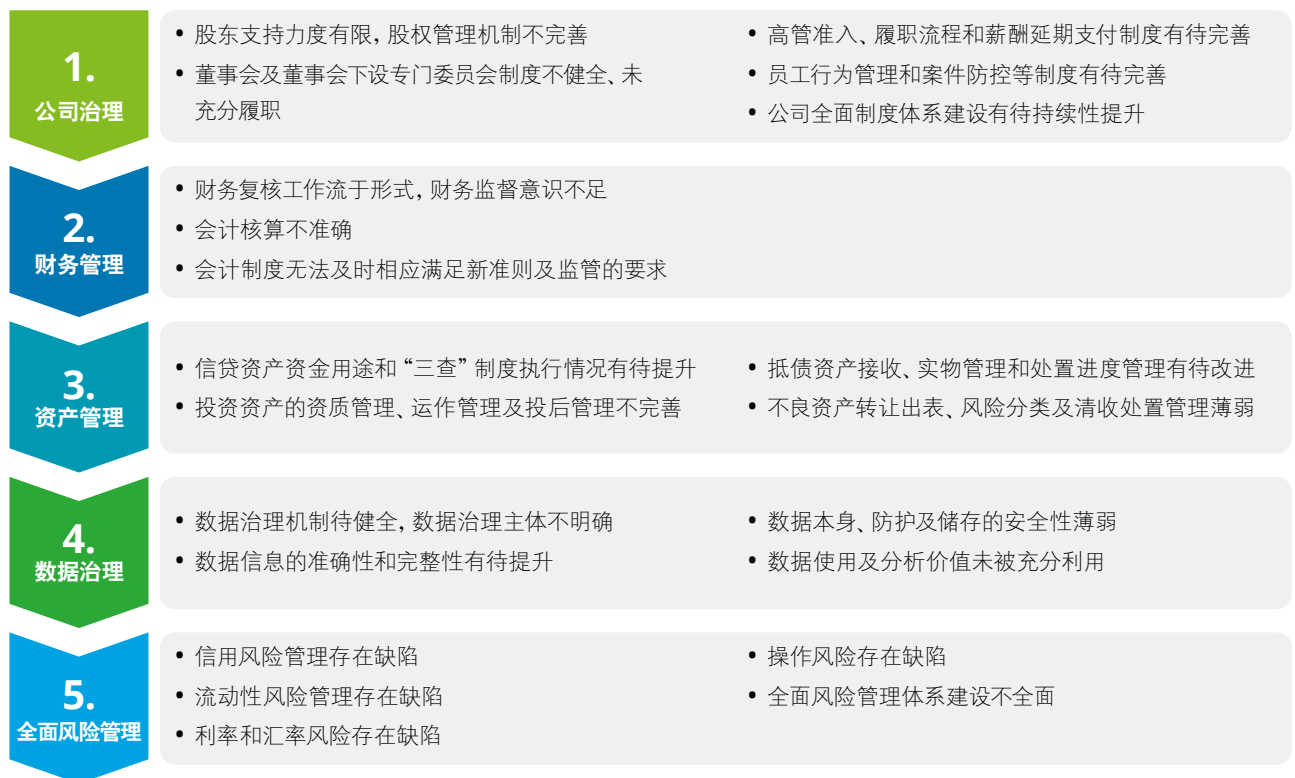 1.
公司治理
• 股东支持力度有限，股权管理机制不完善
• 董事会及董事会下设专门委员会制度不健全、未
充分履职
• 高管准入、履职流程和薪酬延期支付制度有待完善
• 员工行为管理和案件防控等制度有待完善
• 公司全面制度体系建设有待持续性提升
2.
财务管理
• 财务复核工作流于形式，财务监督意识不足
• 会计核算不准确
• 会计制度无法及时相应满足新准则及监管的要求
3.
资产管理
• 信贷资产资金用途和“三查”制度执行情况有待提升
• 投资资产的资质管理、运作管理及投后管理不完善
• 抵债资产接收、实物管理和处置进度管理有待改进
• 不良资产转让出表、风险分类及清收处置管理薄弱
4.
数据治理
• 数据治理机制待健全，数据治理主体不明确
• 数据信息的准确性和完整性有待提升
• 数据本身、防护及储存的安全性薄弱
• 数据使用及分析价值未被充分利用
5.
全面风险管理
• 信用风险管理存在缺陷
• 流动性风险管理存在缺陷
• 利率和汇率风险存在缺陷
• 操作风险存在缺陷
• 全面风险管理体系建设不全面